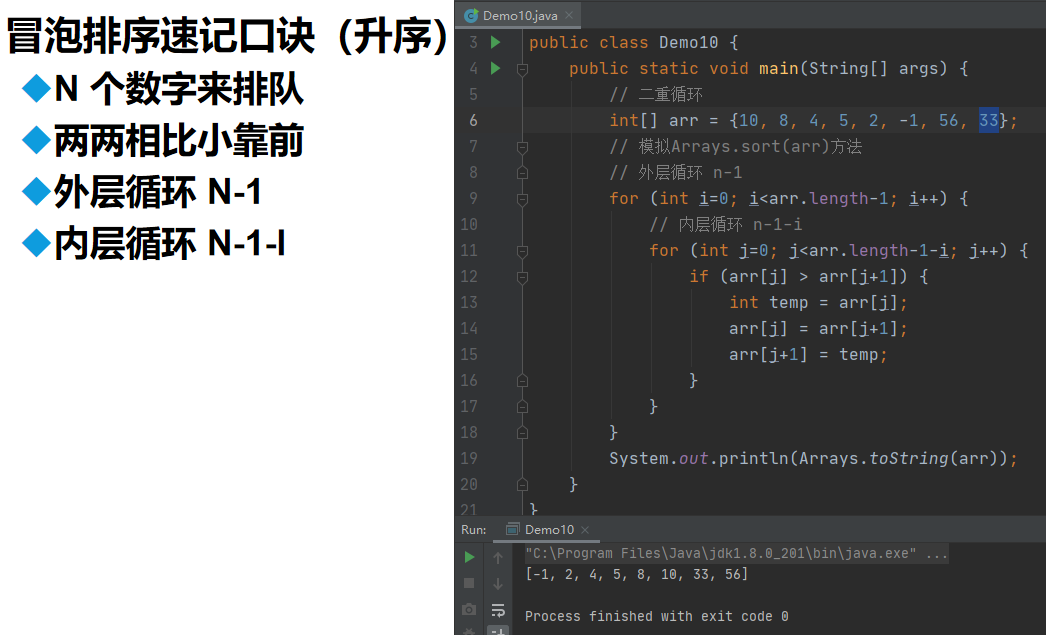 冒泡排序速记口诀（升序）
N 个数字来排队
两两相比小靠前
外层循环 N-1
内层循环 N-1-I
Demo10.java
3 public class Demo10 {
4 public static void main(String[] args) {
5 // 二重循环
6 int[] arr = {10, 8, 4, 5, 2, -1, 56, 33};
7 // 模拟Arrays.sort(arr)方法
8 // 外层循环 n-1
9 for (int i=0; i<arr.length-1; i++) {
10 // 内层循环 n-1-i
11 for (int j=0; j<arr.length-1-i; j++) {
12 if (arr[j] > arr[j+1]) {
13 int temp = arr[j];
14 arr[j] = arr[j+1];
15 arr[j+1] = temp;
16 }
17 }
18 }
19 System.out.println(Arrays.toString(arr));
20 }
21 }
Run: Demo10
"C:\Program Files\Java\jdk1.8.0_201\bin\java.exe" ...
[-1, 2, 4, 5, 8, 10, 33, 56]
Process finished with exit code 0